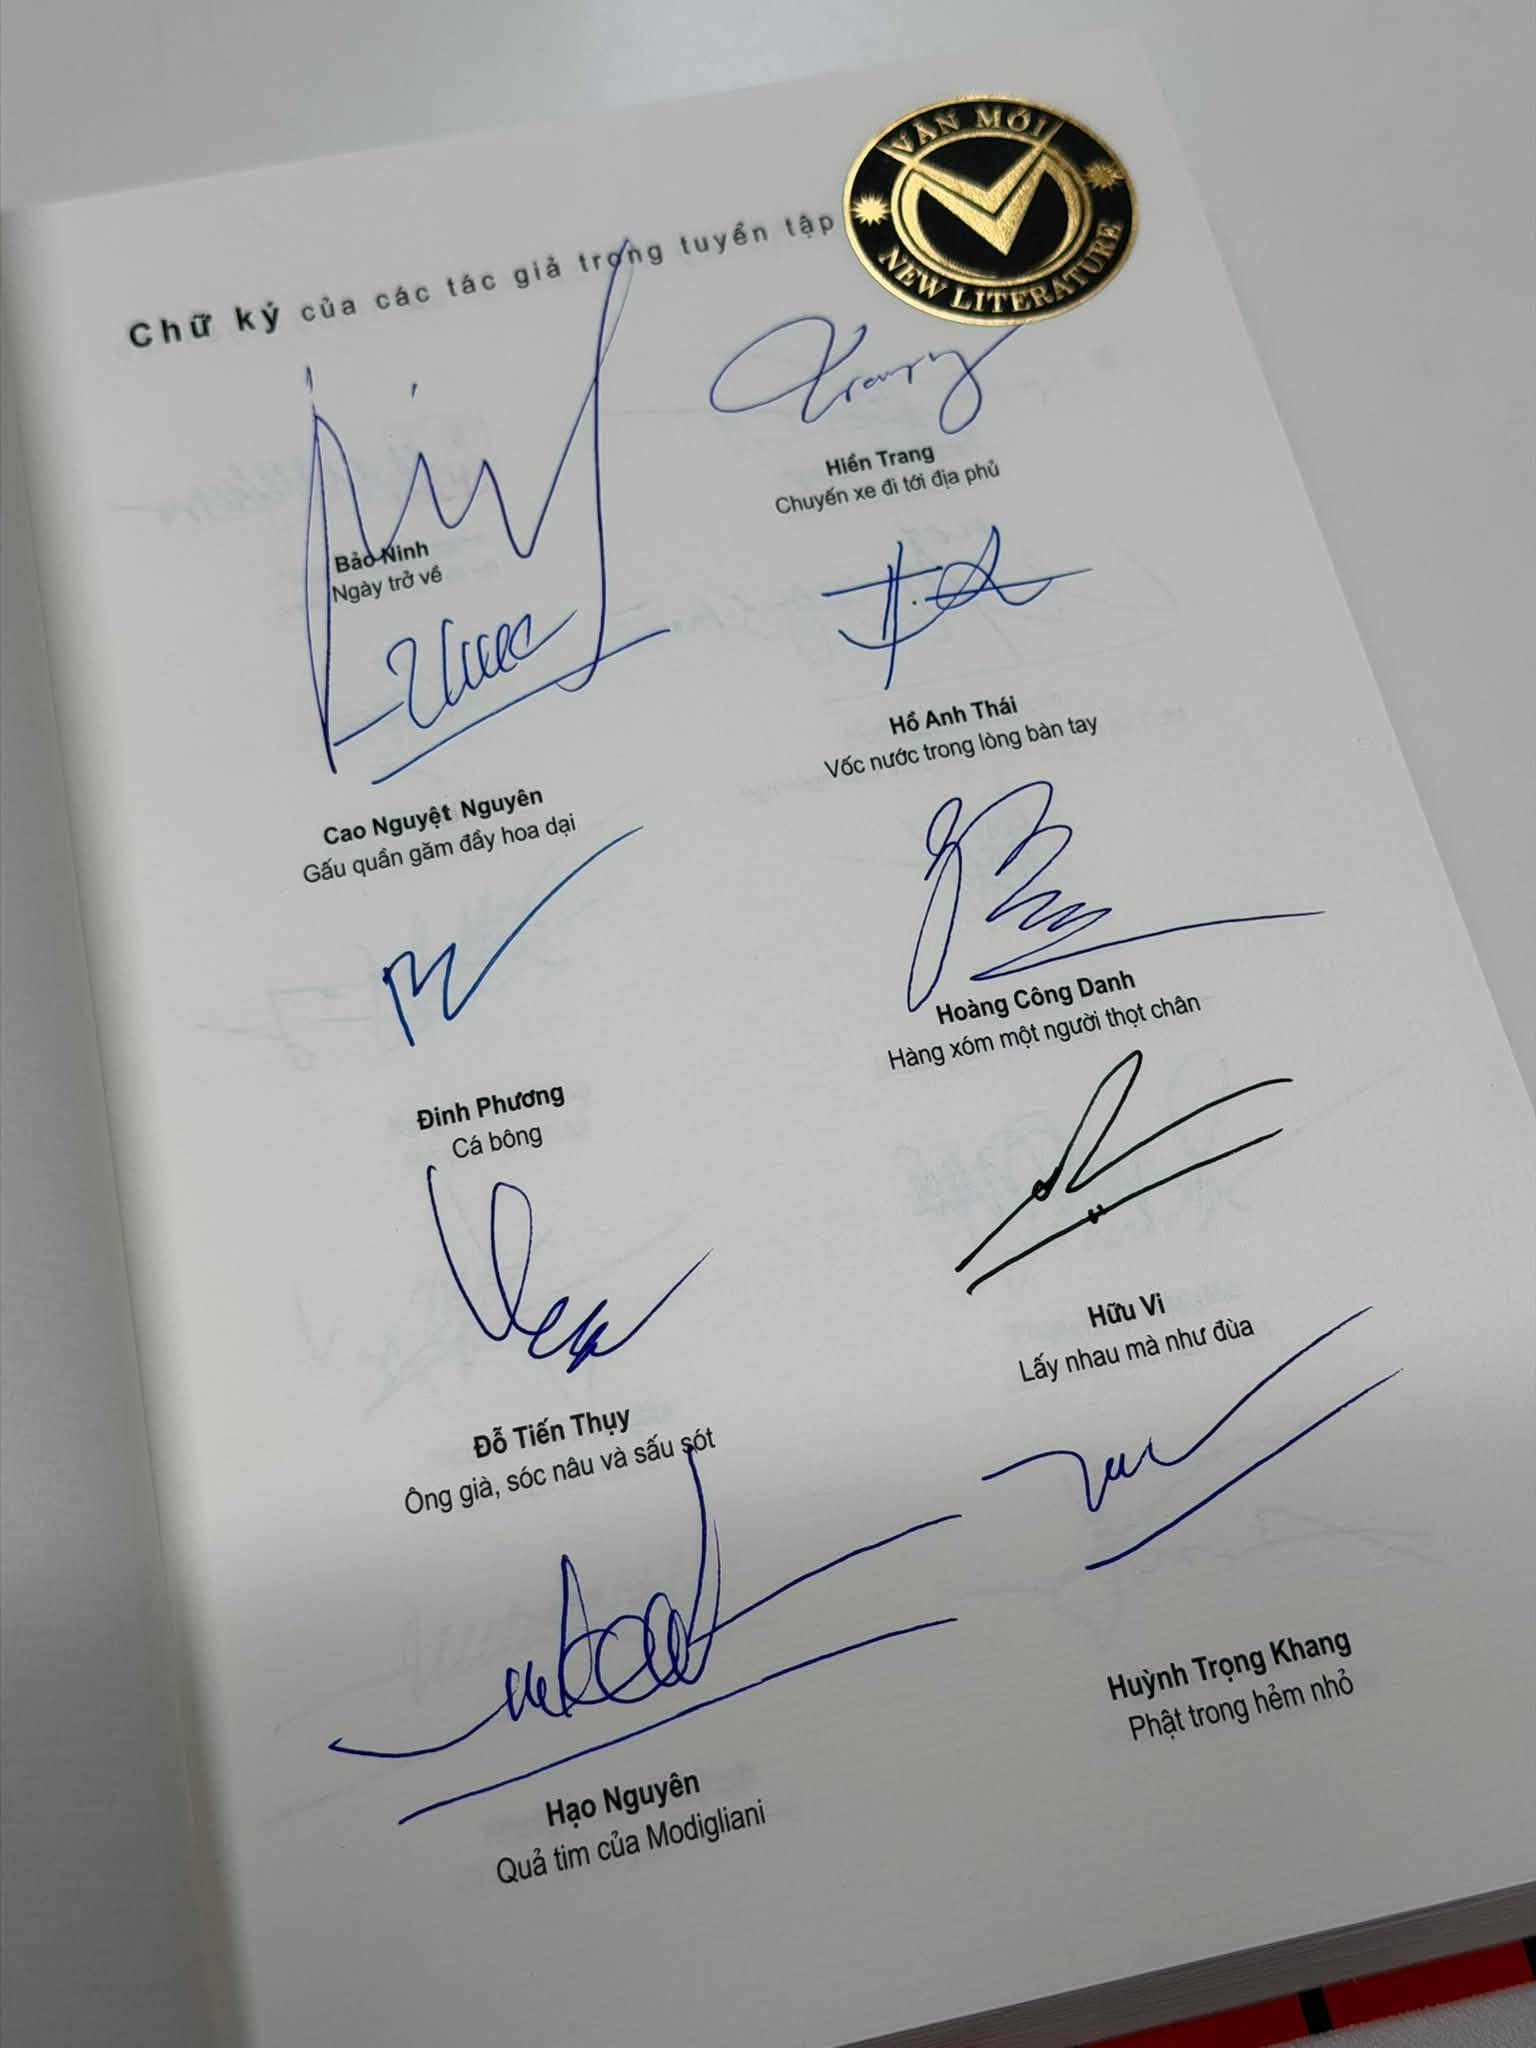 VĂN MỚI
NEW LITERATURE
Chữ ký của các tác giả trong tuyển tập
Bảo Ninh
Ngày trở về
Hiền Trang
Chuyến xe đi tới địa phủ
Cao Nguyệt Nguyên
Gấu quần găm đầy hoa dại
Hồ Anh Thái
Vốc nước trong lòng bàn tay
Đinh Phương
Cá bông
Hoàng Công Danh
Hàng xóm một người thọt chân
Đỗ Tiến Thụy
Ông già, sóc nâu và sấu sót
Hữu Vi
Lấy nhau mà như đùa
Hạo Nguyên
Quả tim của Modigliani
Huỳnh Trọng Khang
Phật trong hẻm nhỏ